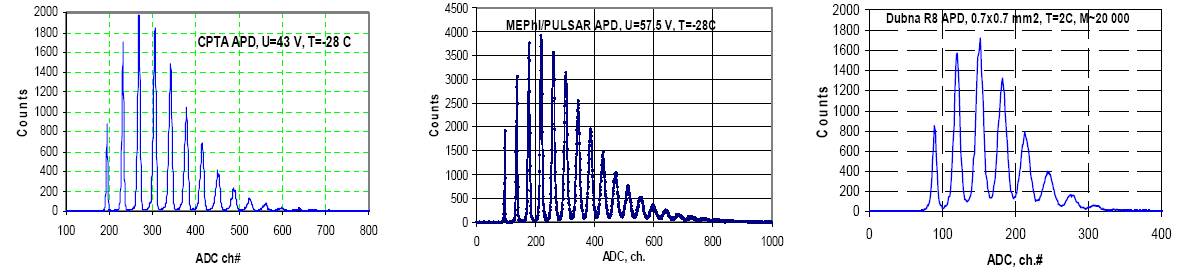 CPTA APD, U=43 V, T=-28 C
Counts
2000
1800
1600
1400
1200
1000
800
600
400
200
0
100 200 300 400 500 600 700 800
ADC ch#
MEPhI/PULSAR APD, U=57.5 V, T=-28C
Counts
4500
4000
3500
3000
2500
2000
1500
1000
500
0
0 200 400 600 800 1000
ADC, ch.
Dubna R8 APD, 0.7x0.7 mm2, T=2C, M~20 000
Counts
2000
1800
1600
1400
1200
1000
800
600
400
200
0
0 100 200 300 400
ADC, ch.#